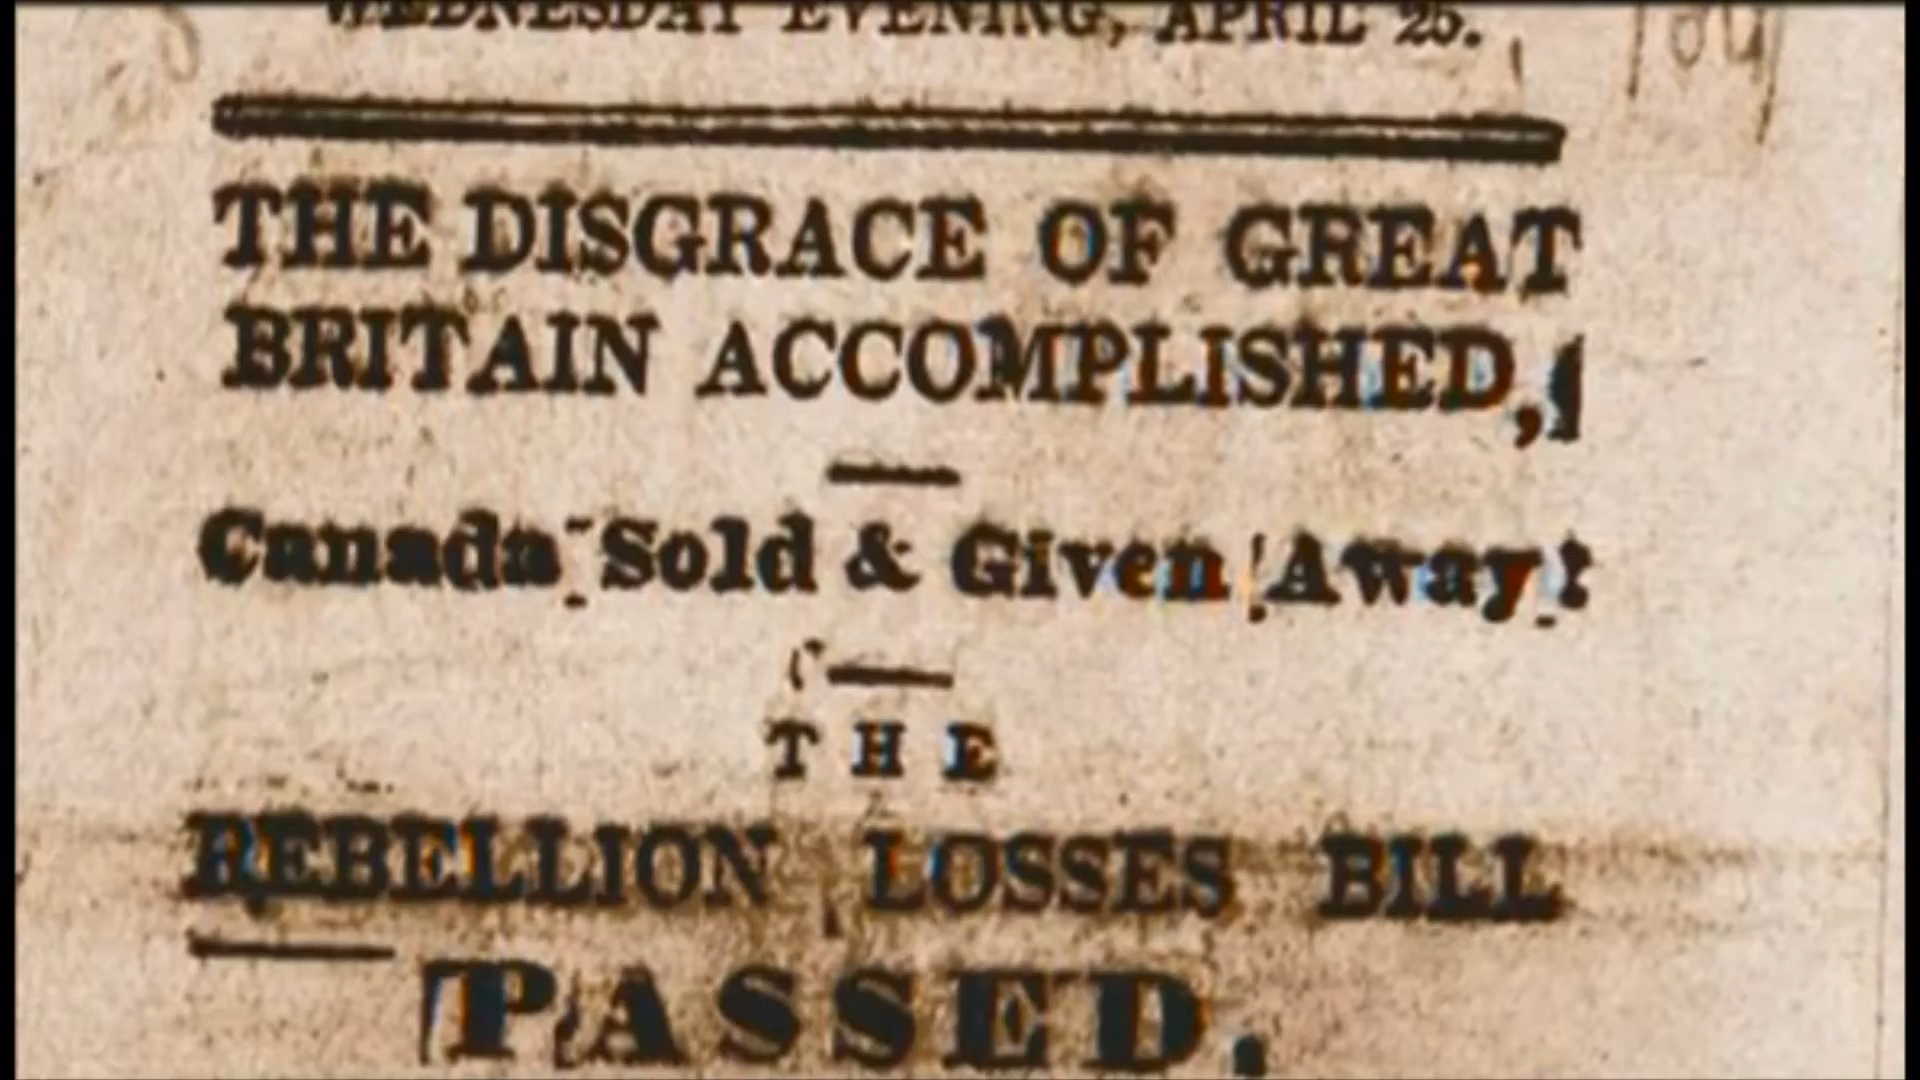 WEDNESDAY EVENING, APRIL 25.
THE DISGRACE OF GREAT
BRITAIN ACCOMPLISHED,
Canada Sold & Given Away!
THE
REBELLION LOSSES BILL
PASSED.